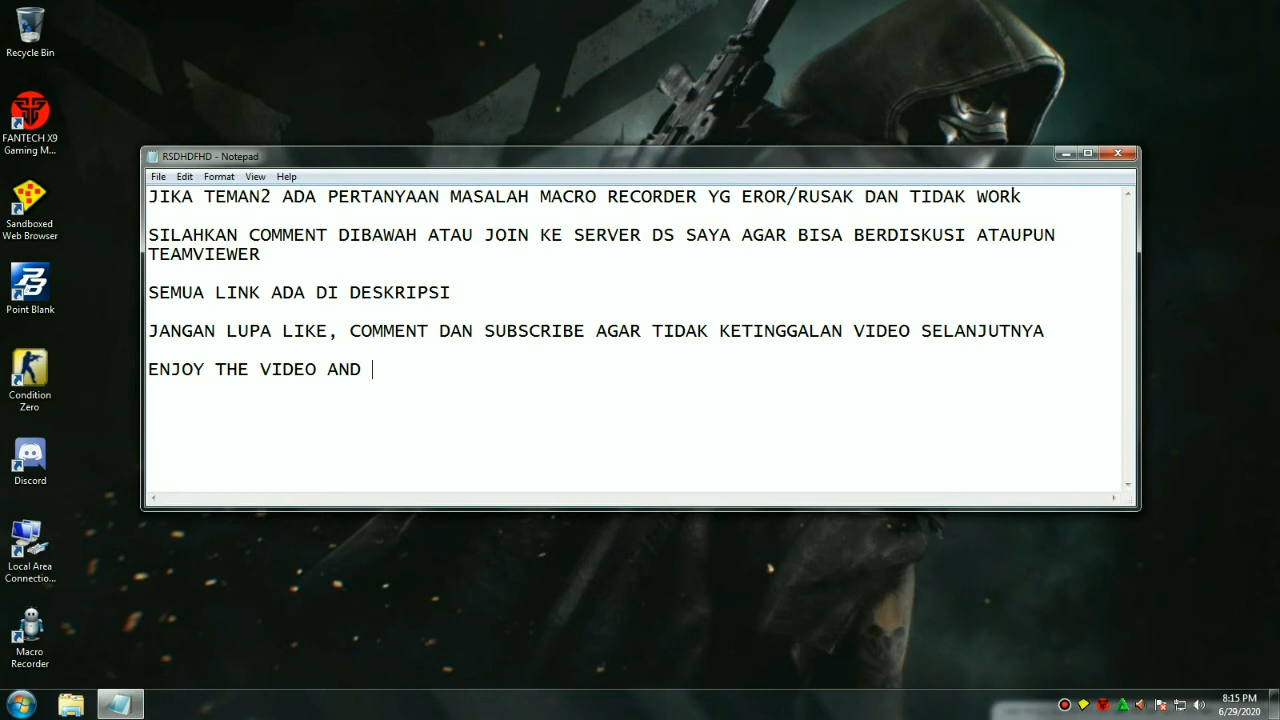 Recycle Bin
FANTECH X9
Gaming M...
Sandboxed
Web Browser
Point Blank
Condition
Zero
Discord
Local Area
Connectio...
Macro
Recorder
RSDHDFHD - Notepad
File Edit Format View Help
JIKA TEMAN2 ADA PERTANYAAN MASALAH MACRO RECORDER YG EROR/RUSAK DAN TIDAK WORk
SILAHKAN COMMENT DIBAWAH ATAU JOIN KE SERVER DS SAYA AGAR BISA BERDISKUSI ATAUPUN
TEAMVIEWER
SEMUA LINK ADA DI DESKRIPSI
JANGAN LUPA LIKE, COMMENT DAN SUBSCRIBE AGAR TIDAK KETINGGALAN VIDEO SELANJUTNYA
ENJOY THE VIDEO AND
8:15 PM
6/29/2020